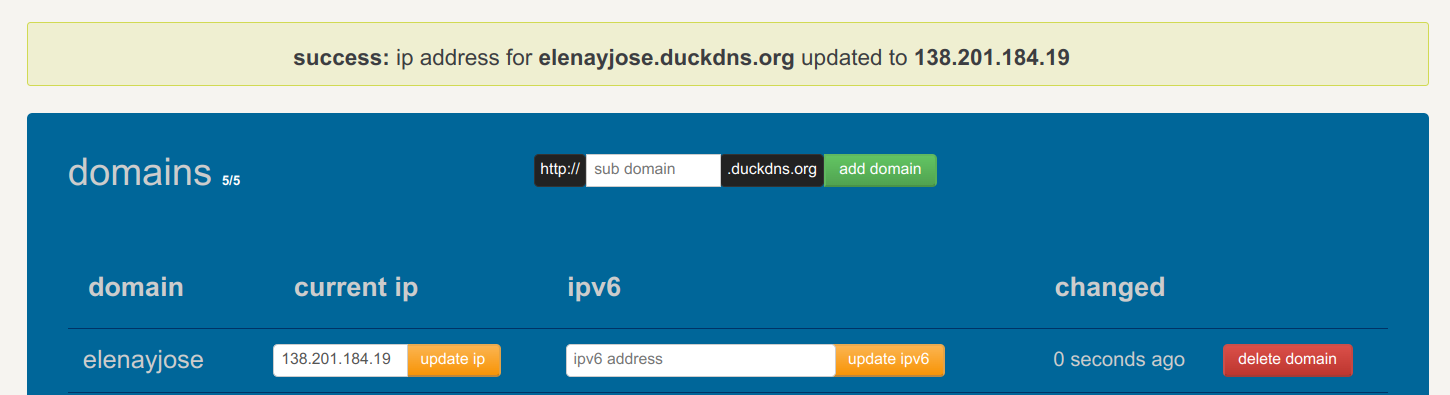 success: ip address for elenayjose.duckdns.org updated to 138.201.184.19
domains 5/5 http:// sub domain .duckdns.org add domain
domain current ip ipv6 changed
elenayjose 138.201.184.19 update ip ipv6 address update ipv6 0 seconds ago delete domain